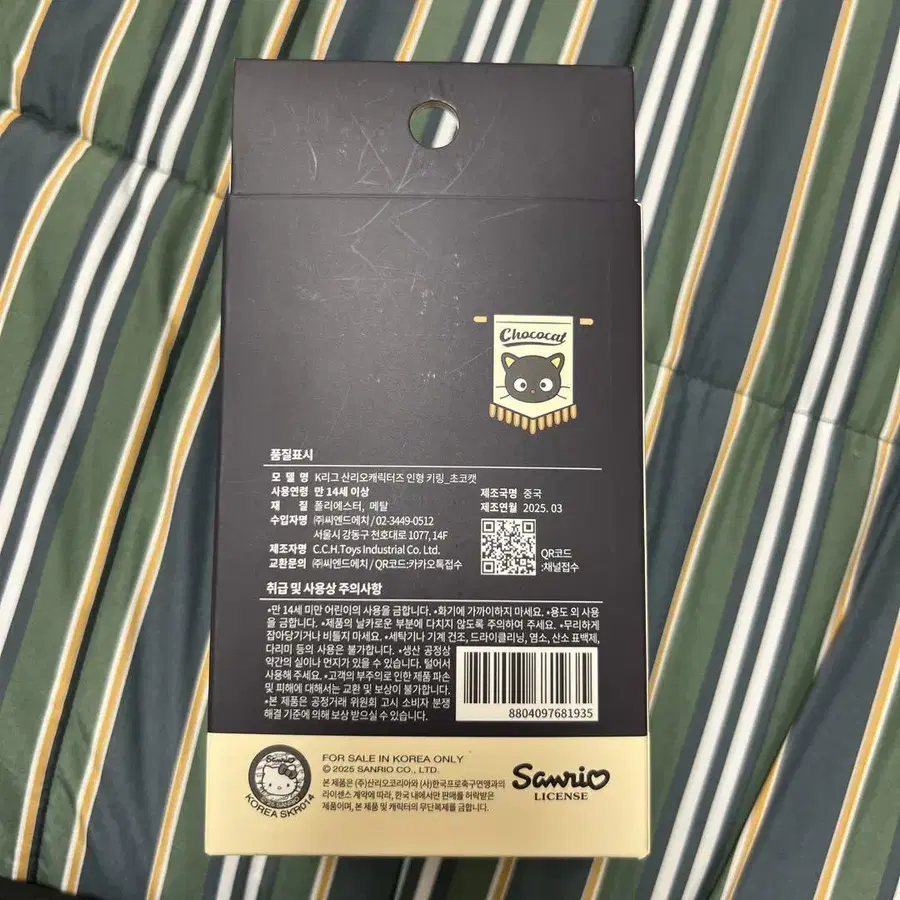 Chococat
품질표시
모 델 명 K리그 산리오캐릭터즈 인형 키링_초코캣
사용연령 만 14세 이상
재 질 폴리에스터, 메탈
수입자명 ㈜씨엔드에치 / 02-3449-0512
서울시 강동구 천호대로 1077, 14F
제조자명 C.C.H.Toys Industrial Co. Ltd.
교환문의 ㈜씨엔드에치 / QR코드:카카오톡접수
제조국명 중국
제조연월 2025. 03
QR코드
:채널접수
취급 및 사용상 주의사항
•만 14세 미만 어린이의 사용을 금합니다. •화기에 가까이하지 마세요. •용도 외 사용
을 금합니다. •제품의 날카로운 부분에 다치지 않도록 주의하여 주세요. •무리하게
잡아당기거나 비틀지 마세요. •세탁기나 기계 건조, 드라이클리닝, 염소, 산소 표백제,
다리미 등의 사용은 불가합니다. •생산 공정상
약간의 실이나 먼지가 있을 수 있습니다. 털어서
사용해 주세요. •고객의 부주의로 인한 제품 파손
및 피해에 대해서는 교환 및 보상이 불가합니다.
•본 제품은 공정거래 위원회 고시 소비자 분쟁
해결 기준에 의해 보상 받으실 수 있습니다.
8804097681935
Sanrio
KOREA SKR014
FOR SALE IN KOREA ONLY
© 2025 SANRIO CO., LTD.
본 제품은 (주)산리오코리아와 (사)한국프로축구연맹과의
라이센스 계약에 따라, 한국 내에서만 판매를 허락받은
제품이며, 본 제품 및 캐릭터의 무단복제를 금합니다.
Sanrio
LICENSE